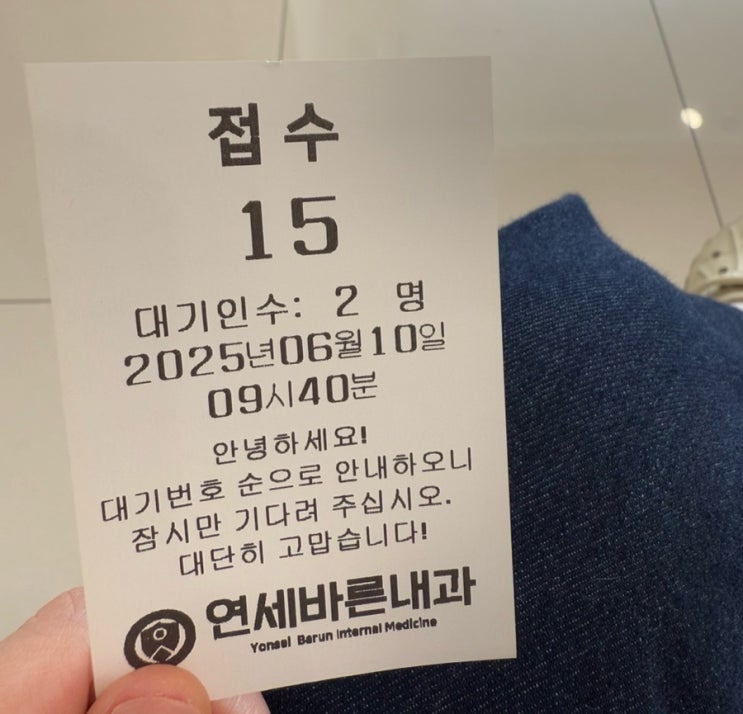 접수
15
대기인수: 2 명
2025년06월10일
09시40분
안녕하세요!
대기번호 순으로 안내하오니
잠시만 기다려 주십시오.
대단히 고맙습니다!
연세바른내과
Yonsei Barun Internal Medicine